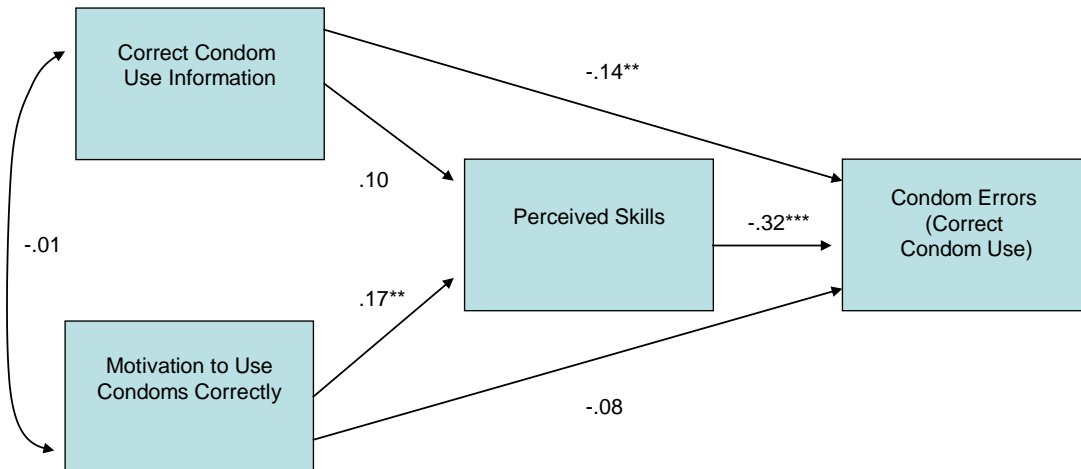 Correct Condom
Use Information
-.14**
.10
Perceived Skills
Condom Errors
(Correct
Condom Use)
-.32***
-.01
.17**
Motivation to Use
Condoms Correctly
-.08